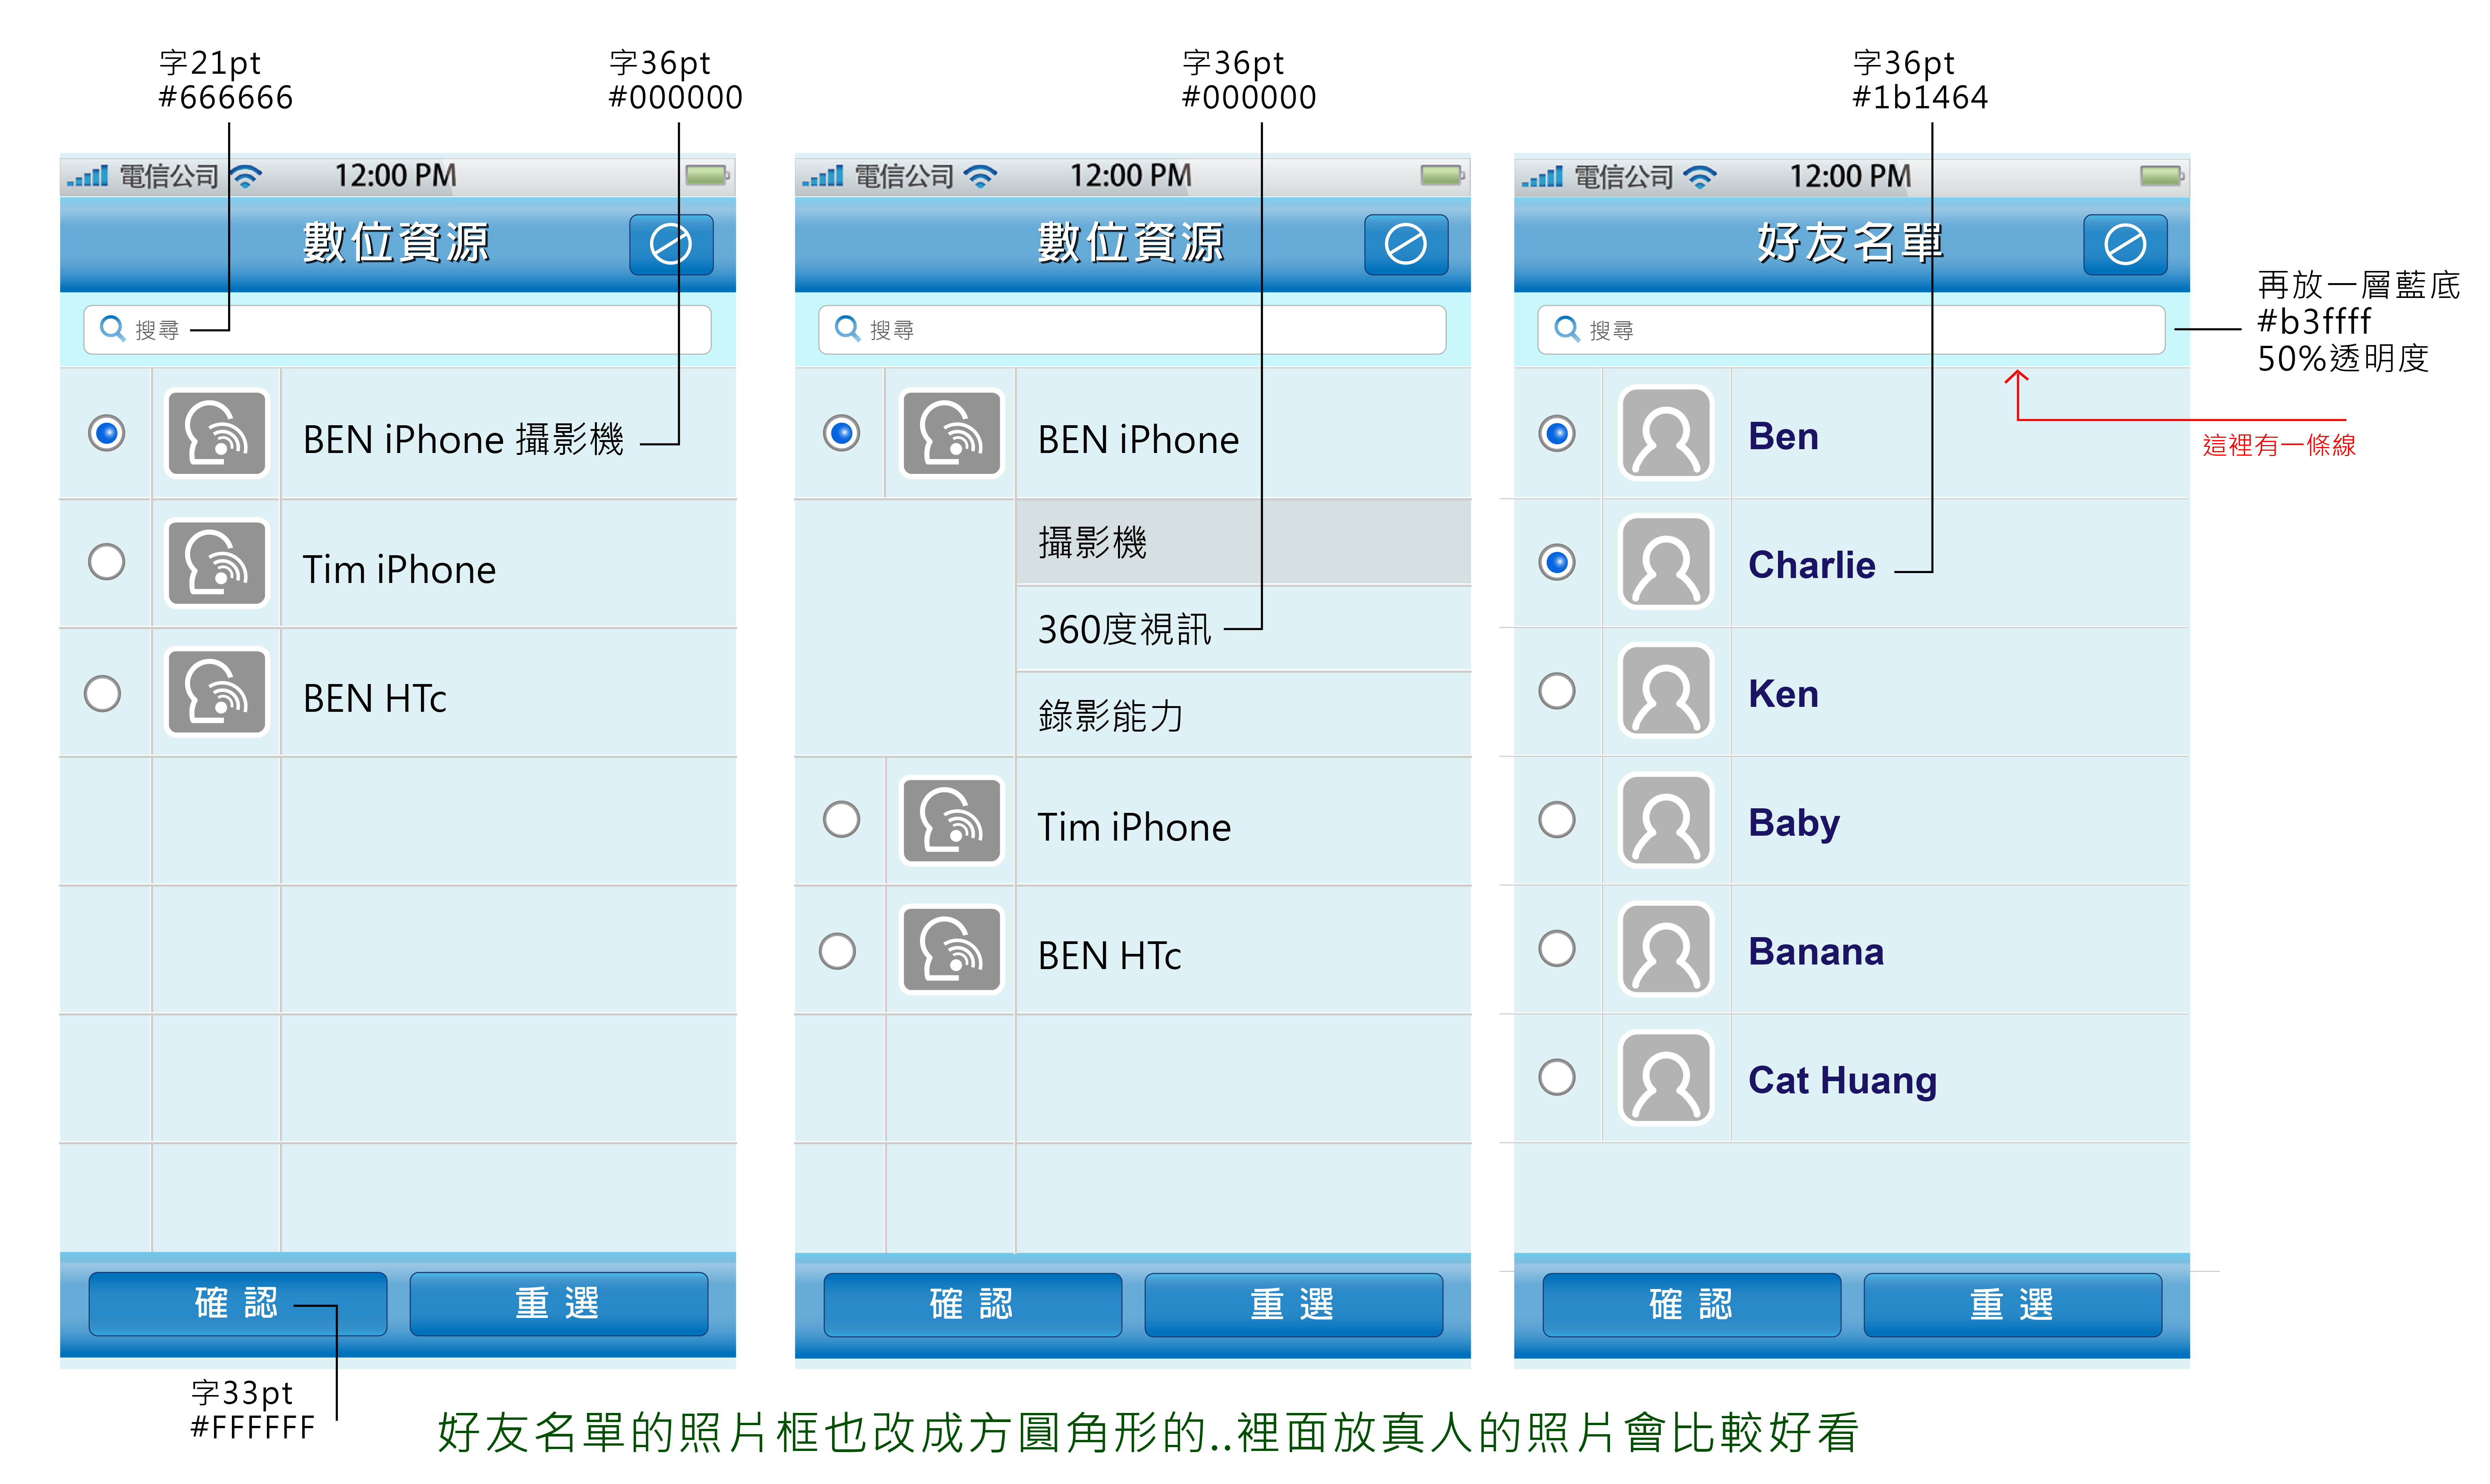 字21pt
#666666
字36pt
#000000
字36pt
#000000
字36pt
#1b1464
電信公司 12:00 PM
數位資源
搜尋
BEN iPhone 攝影機
Tim iPhone
BEN HTc
確 認
重 選
字33pt
#FFFFFF
電信公司 12:00 PM
數位資源
搜尋
BEN iPhone
攝影機
360度視訊
錄影能力
Tim iPhone
BEN HTc
確 認
重 選
電信公司 12:00 PM
好友名單
搜尋
Ben
Charlie
Ken
Baby
Banana
Cat Huang
確 認
重 選
再放一層藍底
#b3ffff
50%透明度
這裡有一條線
好友名單的照片框也改成方圓角形的..裡面放真人的照片會比較好看